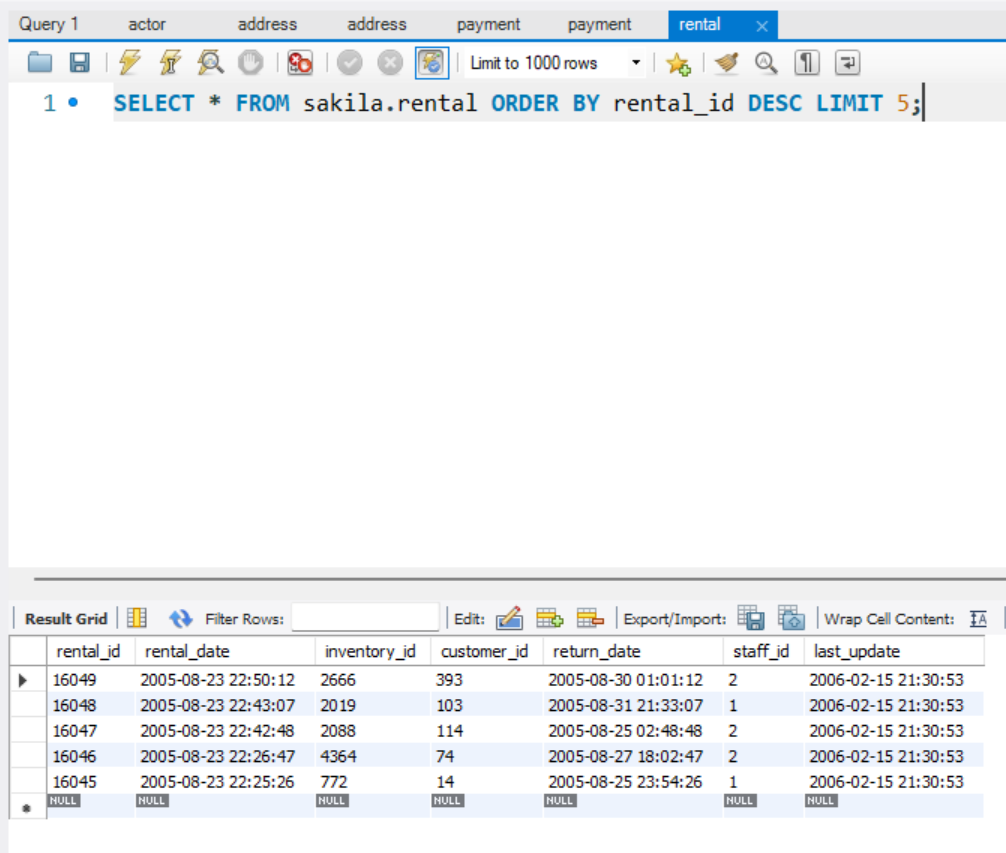 Query 1 actor address address payment payment rental
Limit to 1000 rows
1 SELECT * FROM sakila.rental ORDER BY rental_id DESC LIMIT 5;
Result Grid Filter Rows: Edit: Export/Import: Wrap Cell Content:
rental_id rental_date inventory_id customer_id return_date staff_id last_update
16049 2005-08-23 22:50:12 2666 393 2005-08-30 01:01:12 2 2006-02-15 21:30:53
16048 2005-08-23 22:43:07 2019 103 2005-08-31 21:33:07 1 2006-02-15 21:30:53
16047 2005-08-23 22:42:48 2088 114 2005-08-25 02:48:48 2 2006-02-15 21:30:53
16046 2005-08-23 22:26:47 4364 74 2005-08-27 18:02:47 2 2006-02-15 21:30:53
16045 2005-08-23 22:25:26 772 14 2005-08-25 23:54:26 1 2006-02-15 21:30:53
NULL NULL NULL NULL NULL NULL NULL